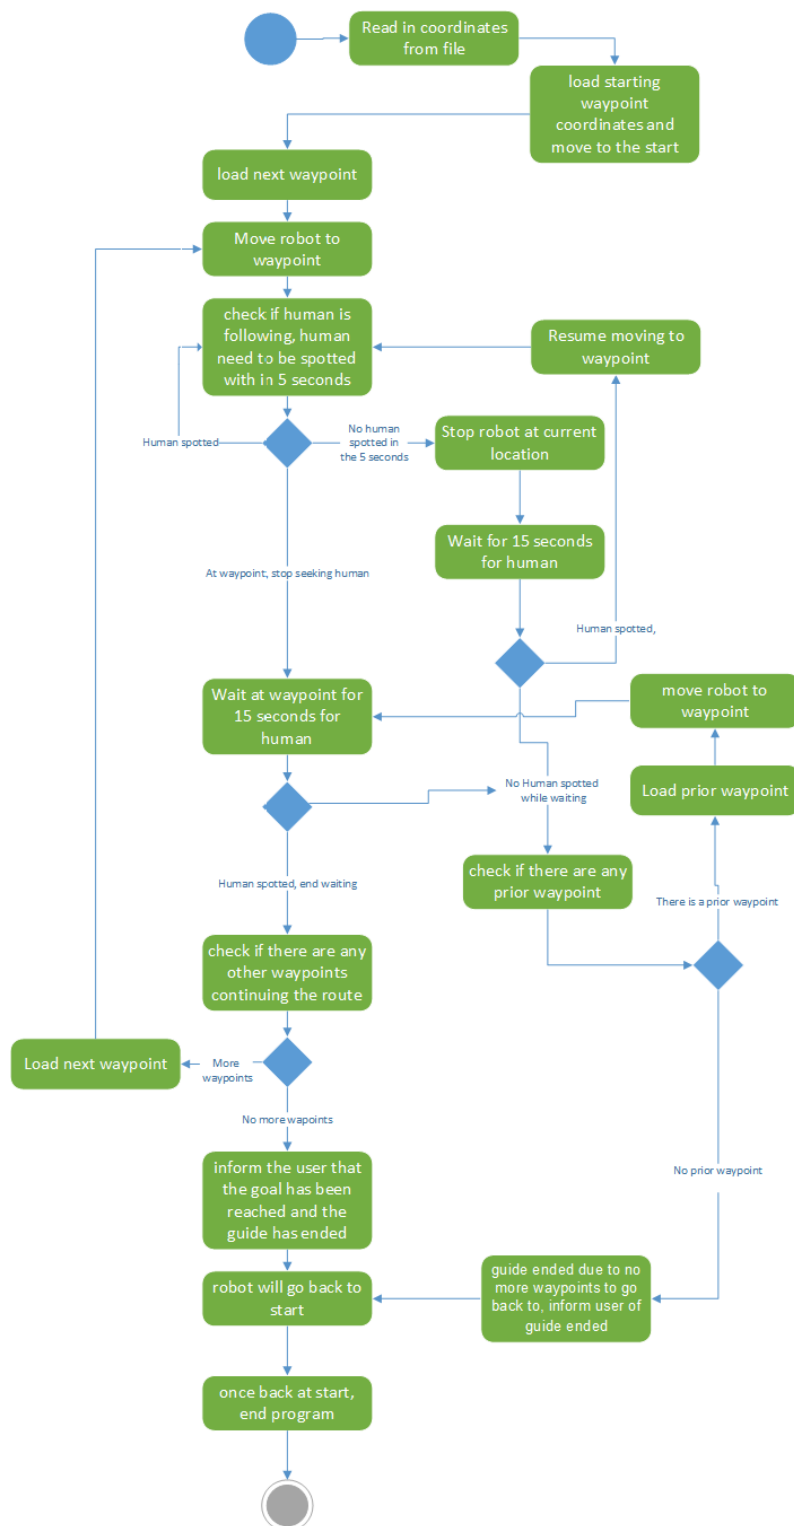 Read in coordinates
from file
load starting
waypoint
coordinates and
move to the start
load next waypoint
Move robot to
waypoint
check if human is
following, human
need to be spotted
with in 5 seconds
Resume moving to
waypoint
Human spotted
No human
spotted in
the 5 seconds
Stop robot at current
location
Wait for 15 seconds
for human
At waypoint, stop seeking human
Human spotted,
Wait at waypoint for
15 seconds for
human
move robot to
waypoint
No Human spotted
while waiting
Load prior waypoint
Human spotted, end waiting
check if there are any
prior waypoint
There is a prior waypoint
check if there are any
other waypoints
continuing the route
Load next waypoint
More
waypoints
No more wapoints
inform the user that
the goal has been
reached and the
guide has ended
No prior waypoint
robot will go back to
start
guide ended due to no
more waypoints to go
back to, inform user of
guide ended
once back at start,
end program